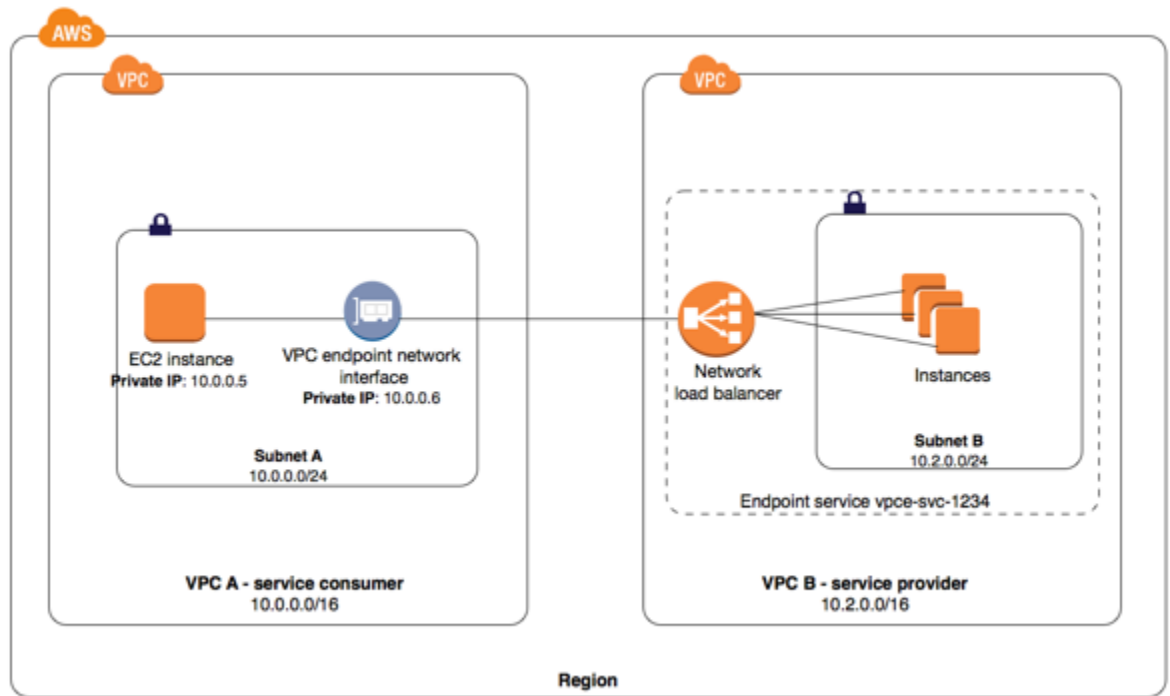 AWS
VPC
VPC
EC2 instance
Private IP: 10.0.0.5
VPC endpoint network
interface
Private IP: 10.0.0.6
Subnet A
10.0.0.0/24
VPC A - service consumer
10.0.0.0/16
Network
load balancer
Instances
Subnet B
10.2.0.0/24
Endpoint service vpce-svc-1234
VPC B - service provider
10.2.0.0/16
Region